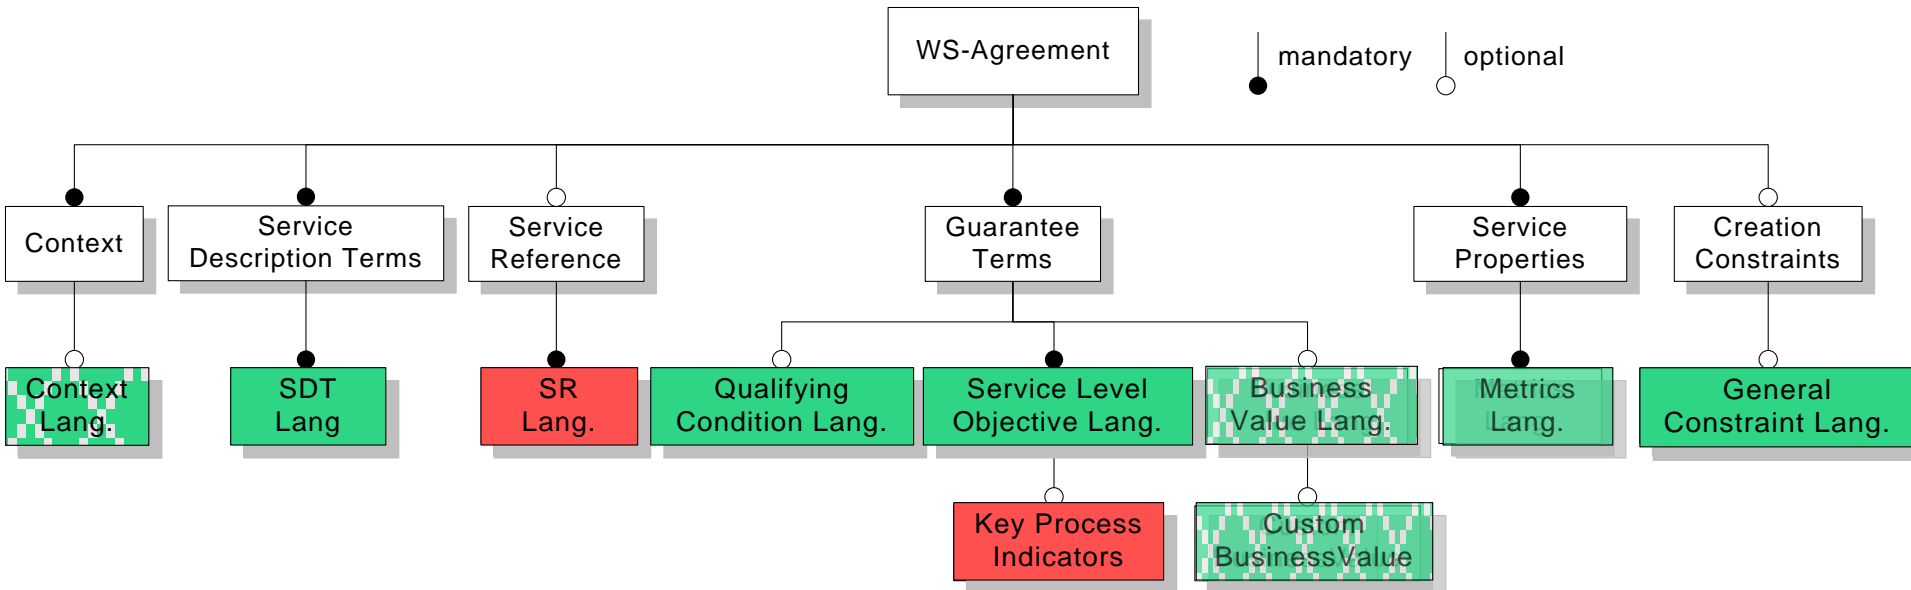 WS-Agreement
mandatory
optional
Context
Service
Description Terms
Service
Reference
Guarantee
Terms
Service
Properties
Creation
Constraints
Context
Lang.
SDT
Lang
SR
Lang.
Qualifying
Condition Lang.
Service Level
Objective Lang.
Business
Value Lang.
Metrics
Lang.
General
Constraint Lang.
Key Process
Indicators
Custom
BusinessValue